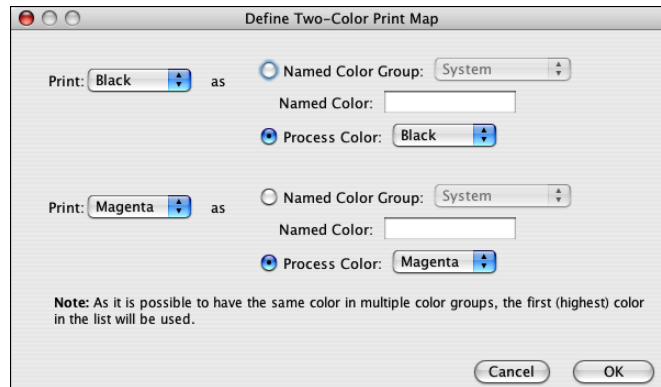 Define Two-Color Print Map
Print: Black as
Named Color Group: System
Named Color:
Process Color: Black
Print: Magenta as
Named Color Group: System
Named Color:
Process Color: Magenta
Note: As it is possible to have the same color in multiple color groups, the first (highest) color
in the list will be used.
Cancel OK